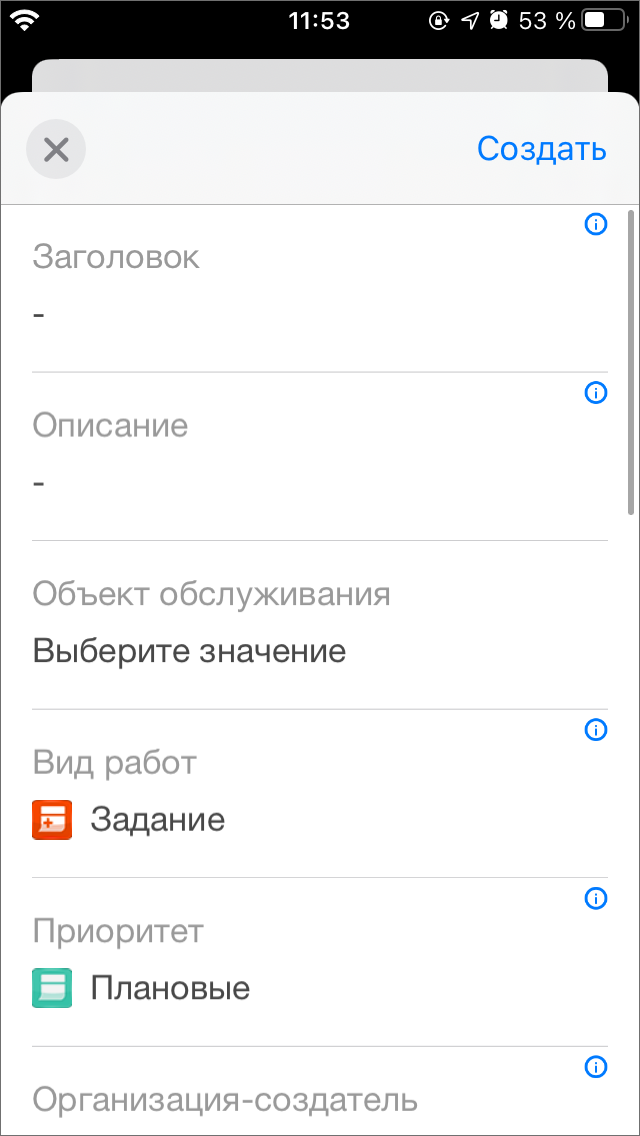 11:53
53 %
Создать
Заголовок
-
Описание
-
Объект обслуживания
Выберите значение
Вид работ
Задание
Приоритет
Плановые
Организация-создатель